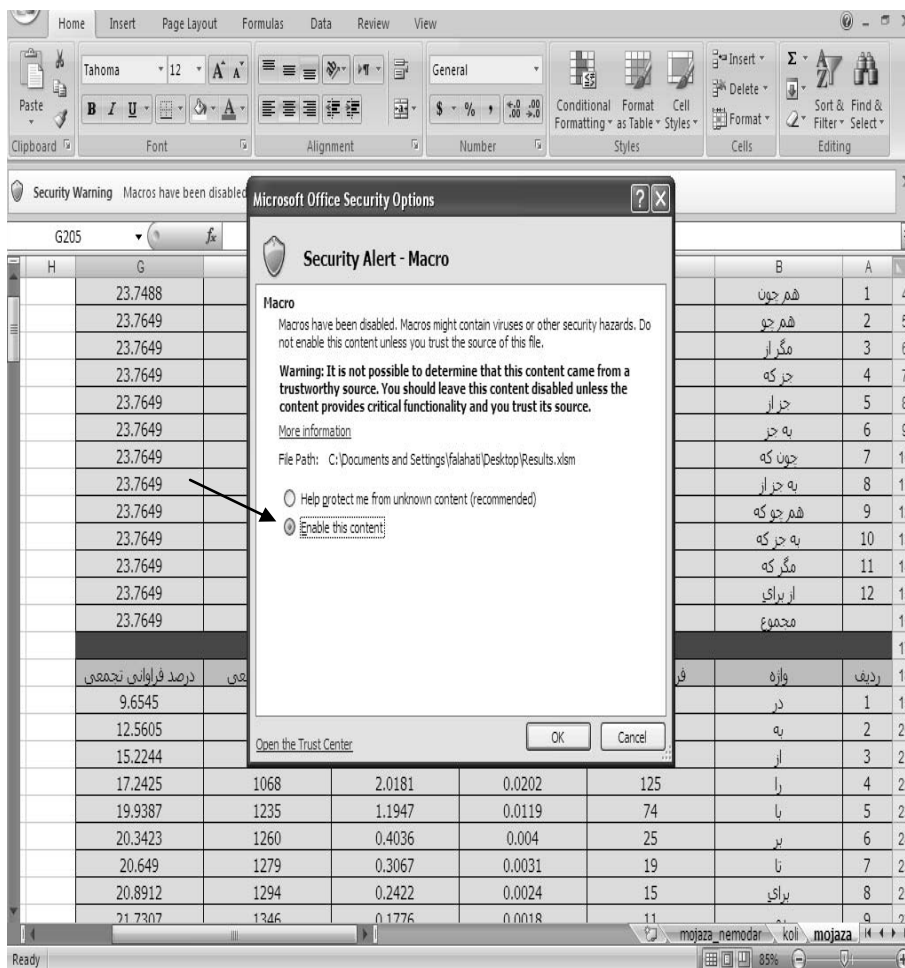 Home Insert Page Layout Formulas Data Review View
Tahoma 12 A A General Insert Σ
Delete
Paste B I U A $ % , Conditional Formatting Format as Table Cell Styles Format Sort & Filter Find & Select
Clipboard Font Alignment Number Styles Cells Editing
Security Warning Macros have been disabled
G205 fx
Microsoft Office Security Options
Security Alert - Macro
Macro
Macros have been disabled. Macros might contain viruses or other security hazards. Do
not enable this content unless you trust the source of this file.
Warning: It is not possible to determine that this content came from a
trustworthy source. You should leave this content disabled unless the
content provides critical functionality and you trust its source.
More information
File Path: C:\Documents and Settings\falahati\Desktop\Results.xlsm
Help protect me from unknown content (recommended)
Enable this content
Open the Trust Center OK Cancel
H G B A
23.7488 هم چون 1
23.7649 هم چو 2
23.7649 مگر از 3
23.7649 جز که 4
23.7649 جز از 5
23.7649 به جز 6
23.7649 چون که 7
23.7649 به جز از 8
23.7649 هم چو که 9
23.7649 به جز که 10
23.7649 مگر که 11
23.7649 از برای 12
23.7649 مجموع
درصد فراوانی تجمعی واژه ردیف
9.6545 در 1
12.5605 به 2
15.2244 از 3
17.2425 1068 2.0181 0.0202 125 را 4
19.9387 1235 1.1947 0.0119 74 با 5
20.3423 1260 0.4036 0.004 25 بر 6
20.649 1279 0.3067 0.0031 19 تا 7
20.8912 1294 0.2422 0.0024 15 برای 8
21.7307 1346 0.1776 0.0018 11 9
mojaza_nemodar koli mojaza
Ready 85%